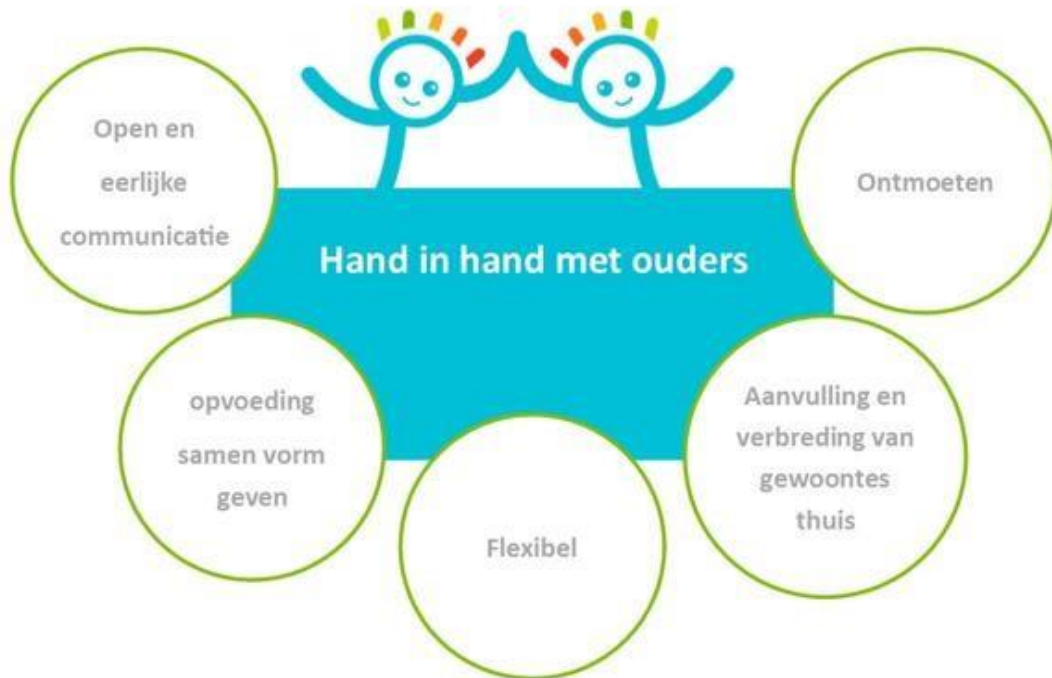 Hand in hand met ouders
Open en
eerlijke
communicatie
opvoeding
samen vorm
geven
Flexibel
Aanvulling en
verbreding van
gewoontes
thuis
Ontmoeten